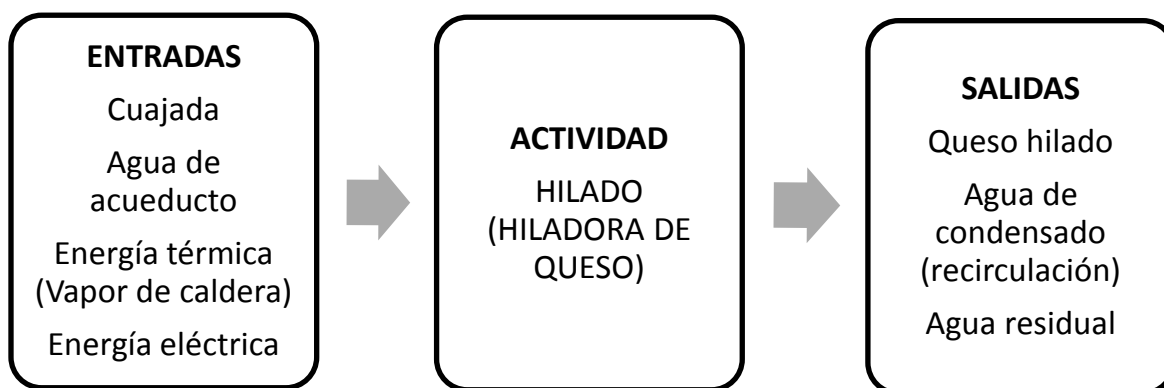 ENTRADAS
Cuajada
Agua de
acueducto
Energía térmica
(Vapor de caldera)
Energía eléctrica
ACTIVIDAD
HILADO
(HILADORA DE
QUESO)
SALIDAS
Queso hilado
Agua de
condensado
(recirculación)
Agua residual